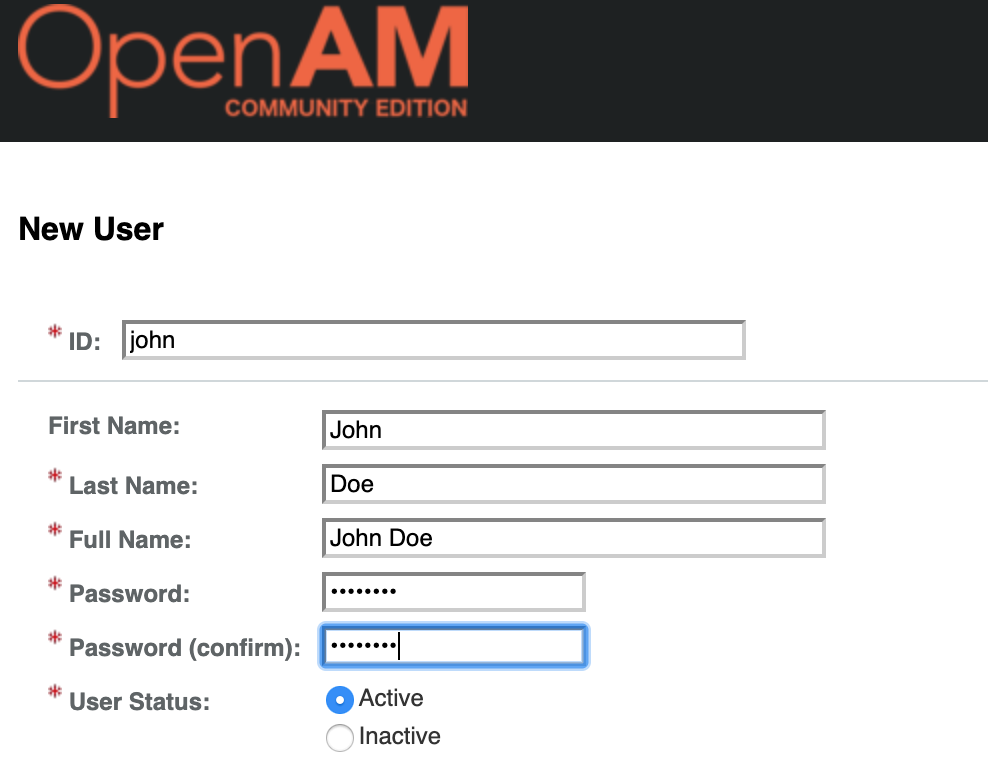 OpenAM
COMMUNITY EDITION
New User
* ID: john
First Name: John
* Last Name: Doe
* Full Name: John Doe
* Password: ••••••••
* Password (confirm): ••••••••
* User Status: Active
Inactive